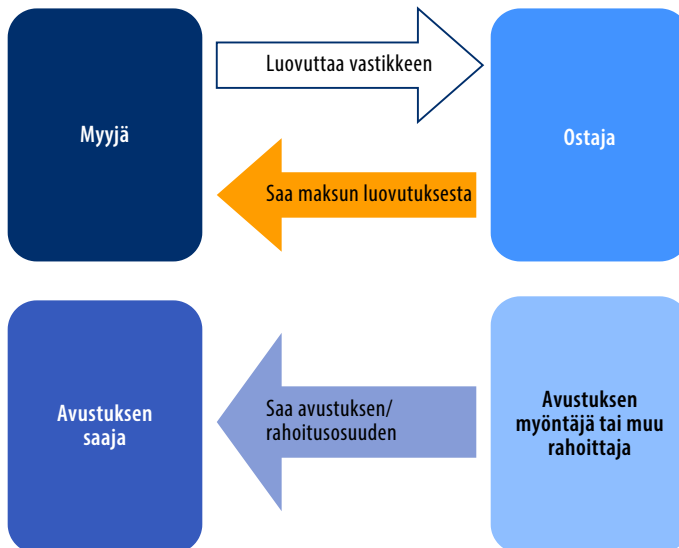 Luovuttaa vastikkeen
Myyjä
Ostaja
Saa maksun luovutuksesta
Avustuksen
saaja
Saa avustuksen/
rahoitusosuuden
Avustuksen
myöntäjä tai muu
rahoittaja